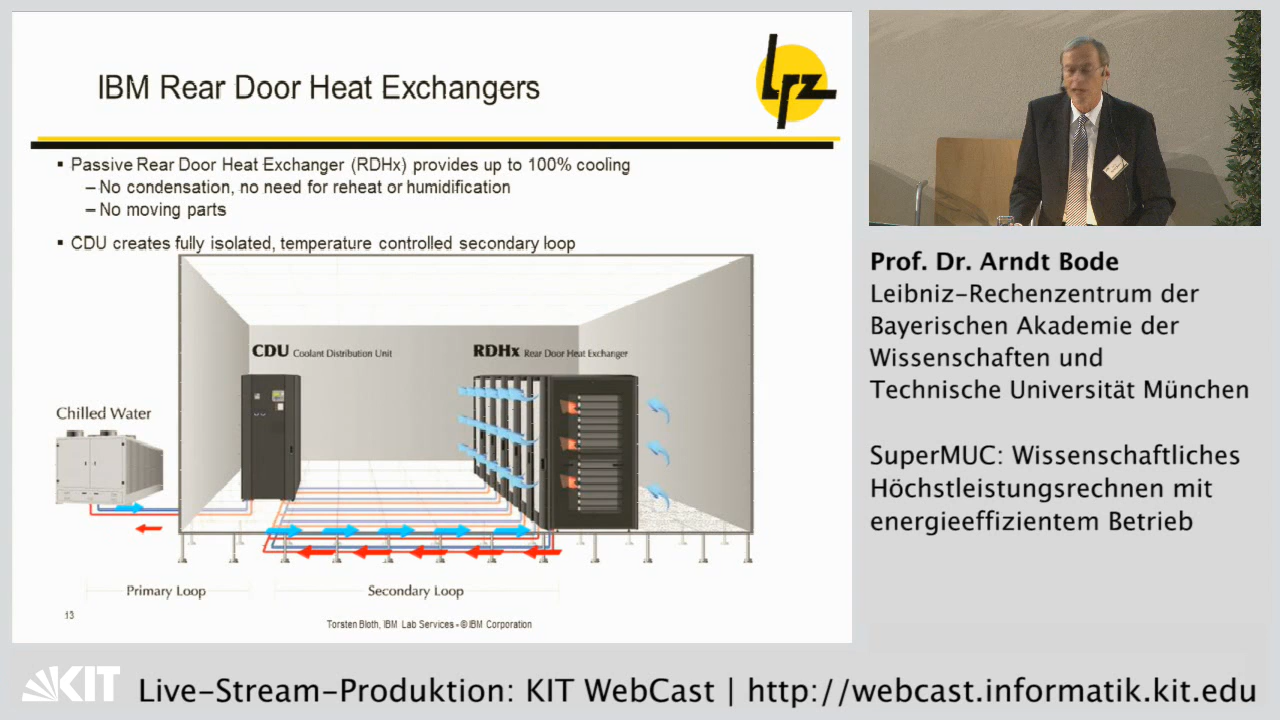 IBM Rear Door Heat Exchangers
lrz
▪ Passive Rear Door Heat Exchanger (RDHx) provides up to 100% cooling
– No condensation, no need for reheat or humidification
– No moving parts
▪ CDU creates fully isolated, temperature controlled secondary loop
CDU Coolant Distribution Unit
RDHx Rear Door Heat Exchanger
Chilled Water
Primary Loop
Secondary Loop
13
Torsten Bloth, IBM Lab Services - © IBM Corporation
Prof. Dr. Arndt Bode
Leibniz-Rechenzentrum der
Bayerischen Akademie der
Wissenschaften und
Technische Universität München
SuperMUC: Wissenschaftliches
Höchstleistungsrechnen mit
energieeffizientem Betrieb
KIT
Live-Stream-Produktion: KIT WebCast | http://webcast.informatik.kit.edu